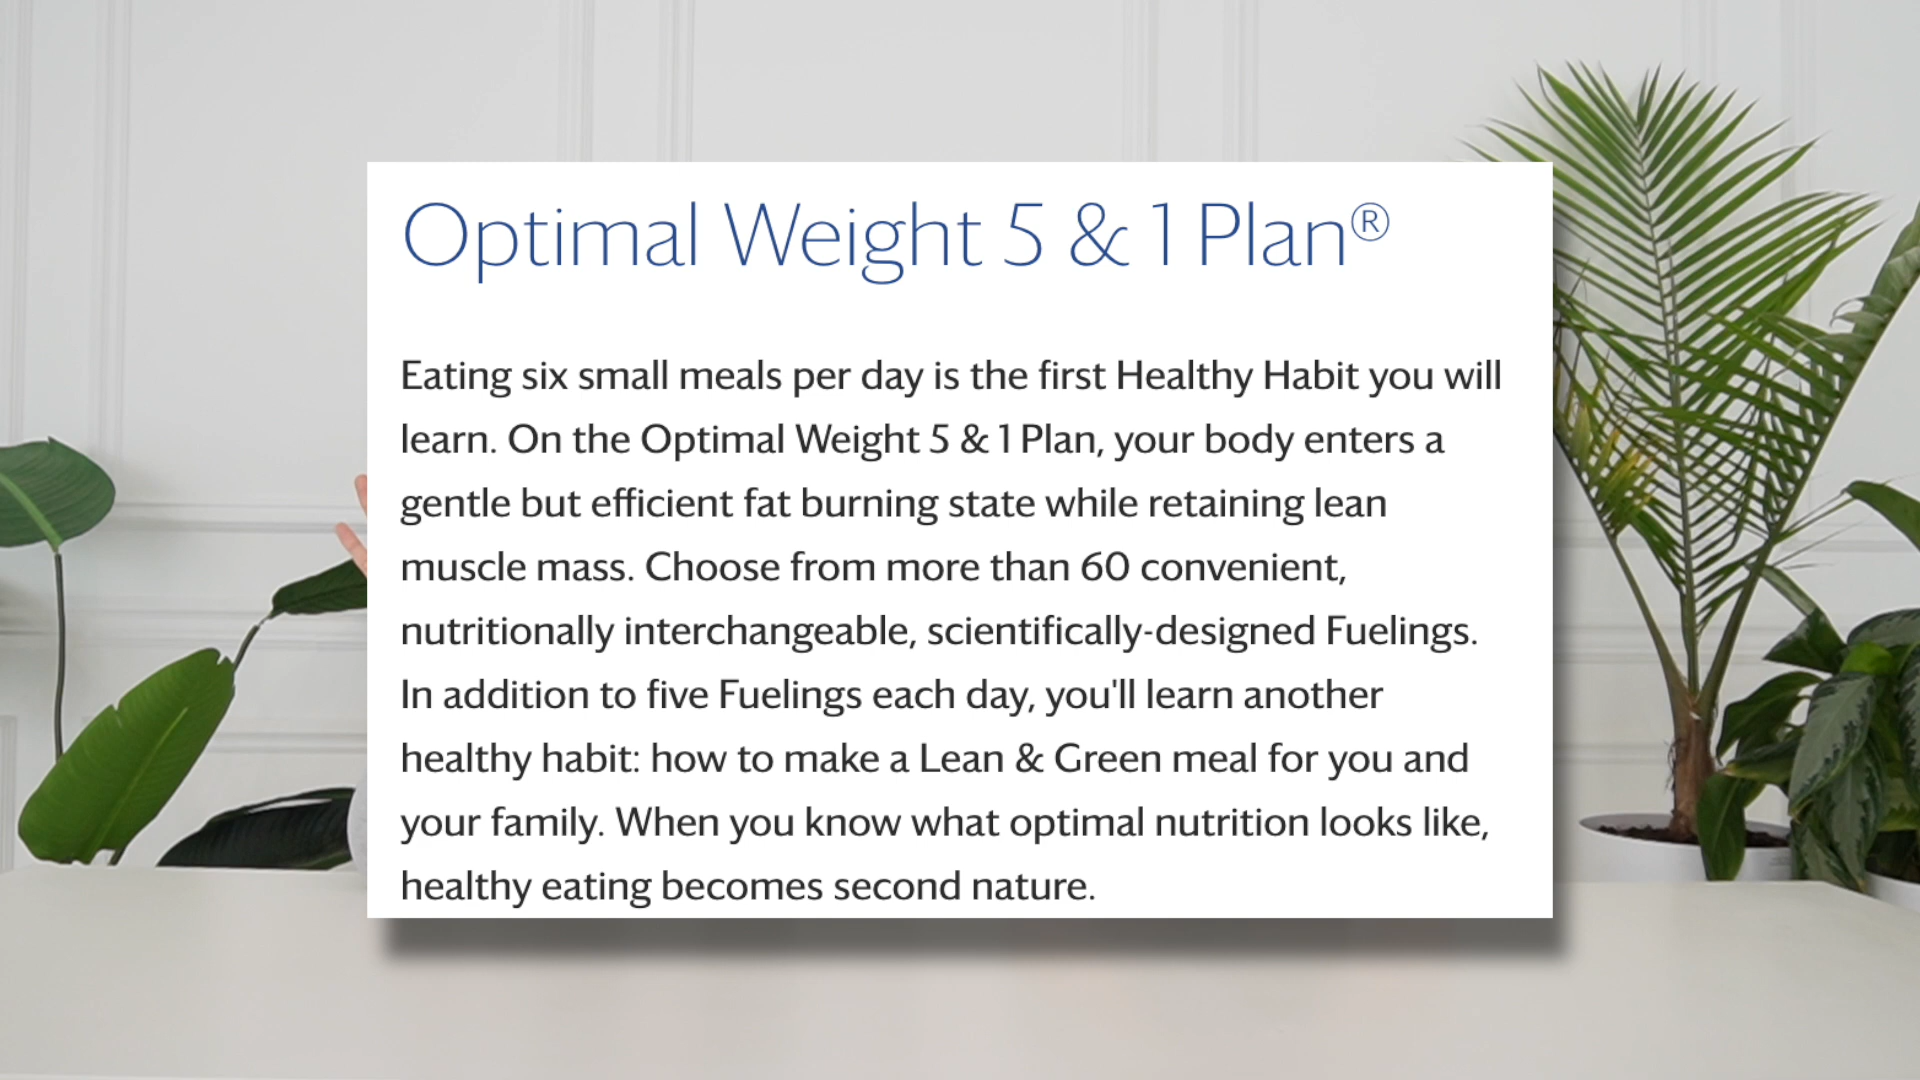 Optimal Weight 5 & 1 Plan®
Eating six small meals per day is the first Healthy Habit you will
learn. On the Optimal Weight 5 & 1 Plan, your body enters a
gentle but efficient fat burning state while retaining lean
muscle mass. Choose from more than 60 convenient,
nutritionally interchangeable, scientifically-designed Fuelings.
In addition to five Fuelings each day, you'll learn another
healthy habit: how to make a Lean & Green meal for you and
your family. When you know what optimal nutrition looks like,
healthy eating becomes second nature.